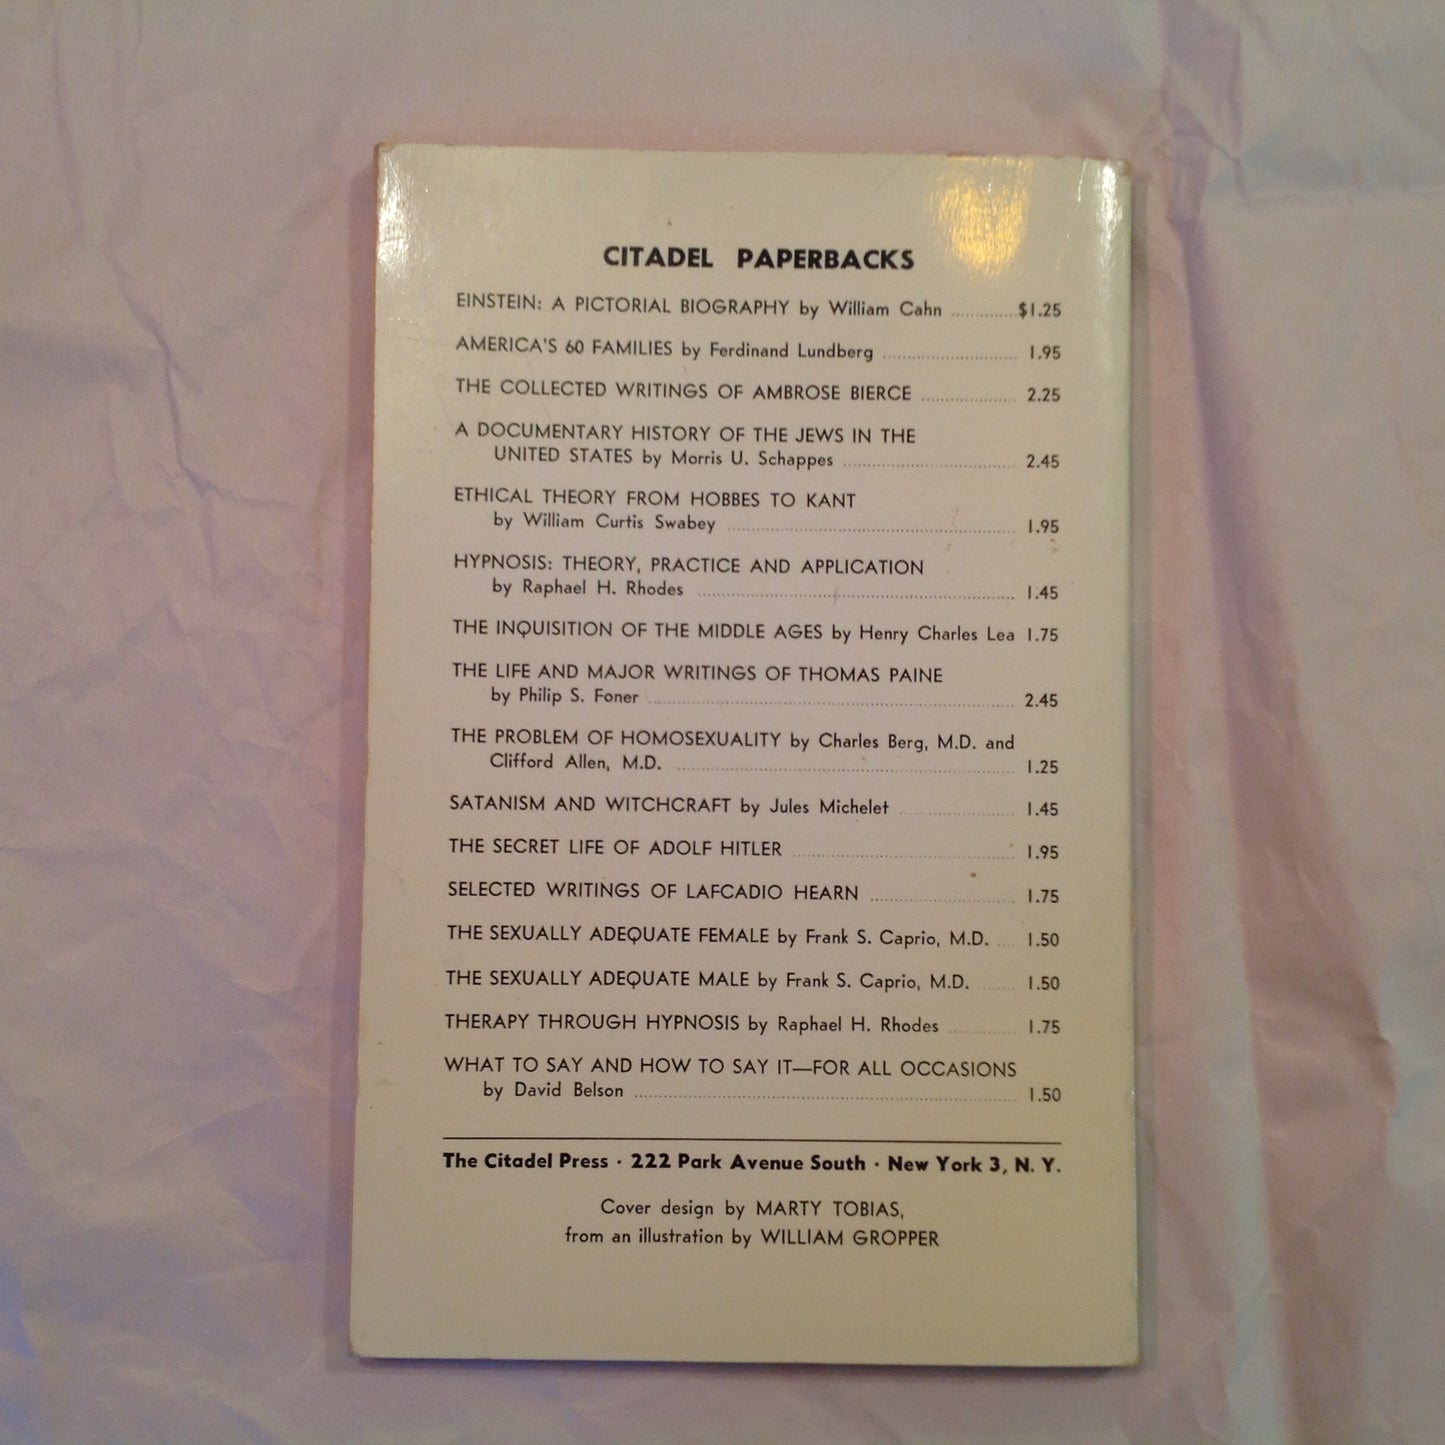 CITADEL PAPERBACKS
EINSTEIN: A PICTORIAL BIOGRAPHY by William Cahn ............. $1.25
AMERICA'S 60 FAMILIES by Ferdinand Lundberg ............. 1.95
THE COLLECTED WRITINGS OF AMBROSE BIERCE ............. 2.25
A DOCUMENTARY HISTORY OF THE JEWS IN THE
UNITED STATES by Morris U. Schappes ............. 2.45
ETHICAL THEORY FROM HOBBES TO KANT
by William Curtis Swabey ............. 1.95
HYPNOSIS: THEORY, PRACTICE AND APPLICATION
by Raphael H. Rhodes ............. 1.45
THE INQUISITION OF THE MIDDLE AGES by Henry Charles Lea 1.75
THE LIFE AND MAJOR WRITINGS OF THOMAS PAINE
by Philip S. Foner ............. 2.45
THE PROBLEM OF HOMOSEXUALITY by Charles Berg, M.D. and
Clifford Allen, M.D. ............. 1.25
SATANISM AND WITCHCRAFT by Jules Michelet ............. 1.45
THE SECRET LIFE OF ADOLF HITLER ............. 1.95
SELECTED WRITINGS OF LAFCADIO HEARN ............. 1.75
THE SEXUALLY ADEQUATE FEMALE by Frank S. Caprio, M.D. .... 1.50
THE SEXUALLY ADEQUATE MALE by Frank S. Caprio, M.D. ........ 1.50
THERAPY THROUGH HYPNOSIS by Raphael H. Rhodes ............. 1.75
WHAT TO SAY AND HOW TO SAY IT—FOR ALL OCCASIONS
by David Belson ............. 1.50
The Citadel Press · 222 Park Avenue South · New York 3, N. Y.
Cover design by MARTY TOBIAS,
from an illustration by WILLIAM GROPPER